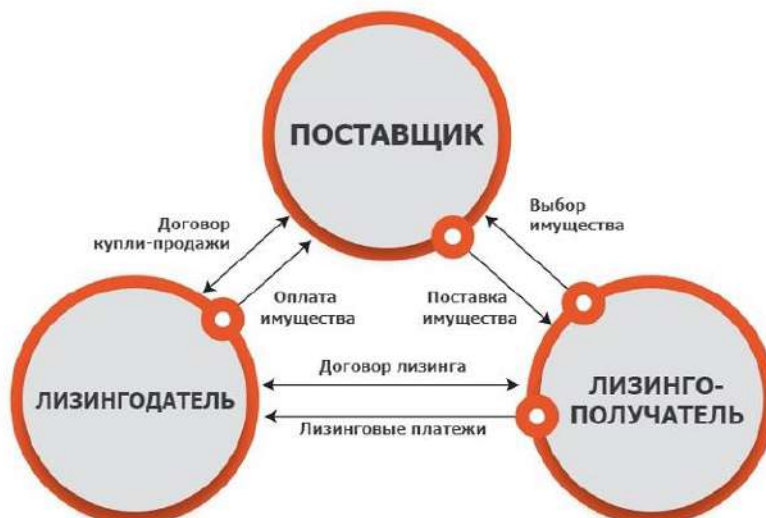 ПОСТАВЩИК
Договор
купли-продажи
Выбор
имущества
Оплата
имущества
Поставка
имущества
ЛИЗИНГОДАТЕЛЬ
Договор лизинга
Лизинговые платежи
ЛИЗИНГО-
ПОЛУЧАТЕЛЬ